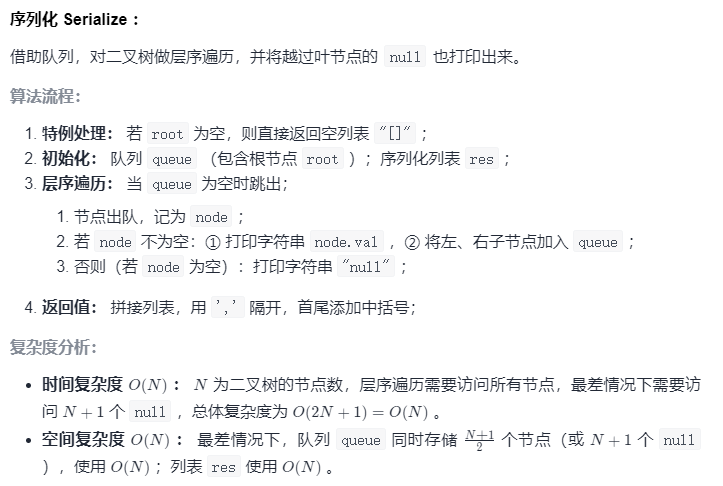 序列化 Serialize ：
借助队列，对二叉树做层序遍历，并将越过叶节点的 null 也打印出来。
算法流程：
1. 特例处理： 若 root 为空，则直接返回空列表 "[]" ；
2. 初始化： 队列 queue （包含根节点 root ）；序列化列表 res ；
3. 层序遍历： 当 queue 为空时跳出；
1. 节点出队，记为 node ；
2. 若 node 不为空：① 打印字符串 node.val ，② 将左、右子节点加入 queue ；
3. 否则（若 node 为空）：打印字符串 "null" ；
4. 返回值： 拼接列表，用 ',' 隔开，首尾添加中括号；
复杂度分析：
• 时间复杂度 O(N) ： N 为二叉树的节点数，层序遍历需要访问所有节点，最差情况下需要访
问 N + 1 个 null ，总体复杂度为 O(2N + 1) = O(N) 。
• 空间复杂度 O(N) ： 最差情况下，队列 queue 同时存储 \frac{N+1}{2} 个节点（或 N + 1 个 null
），使用 O(N) ；列表 res 使用 O(N) 。